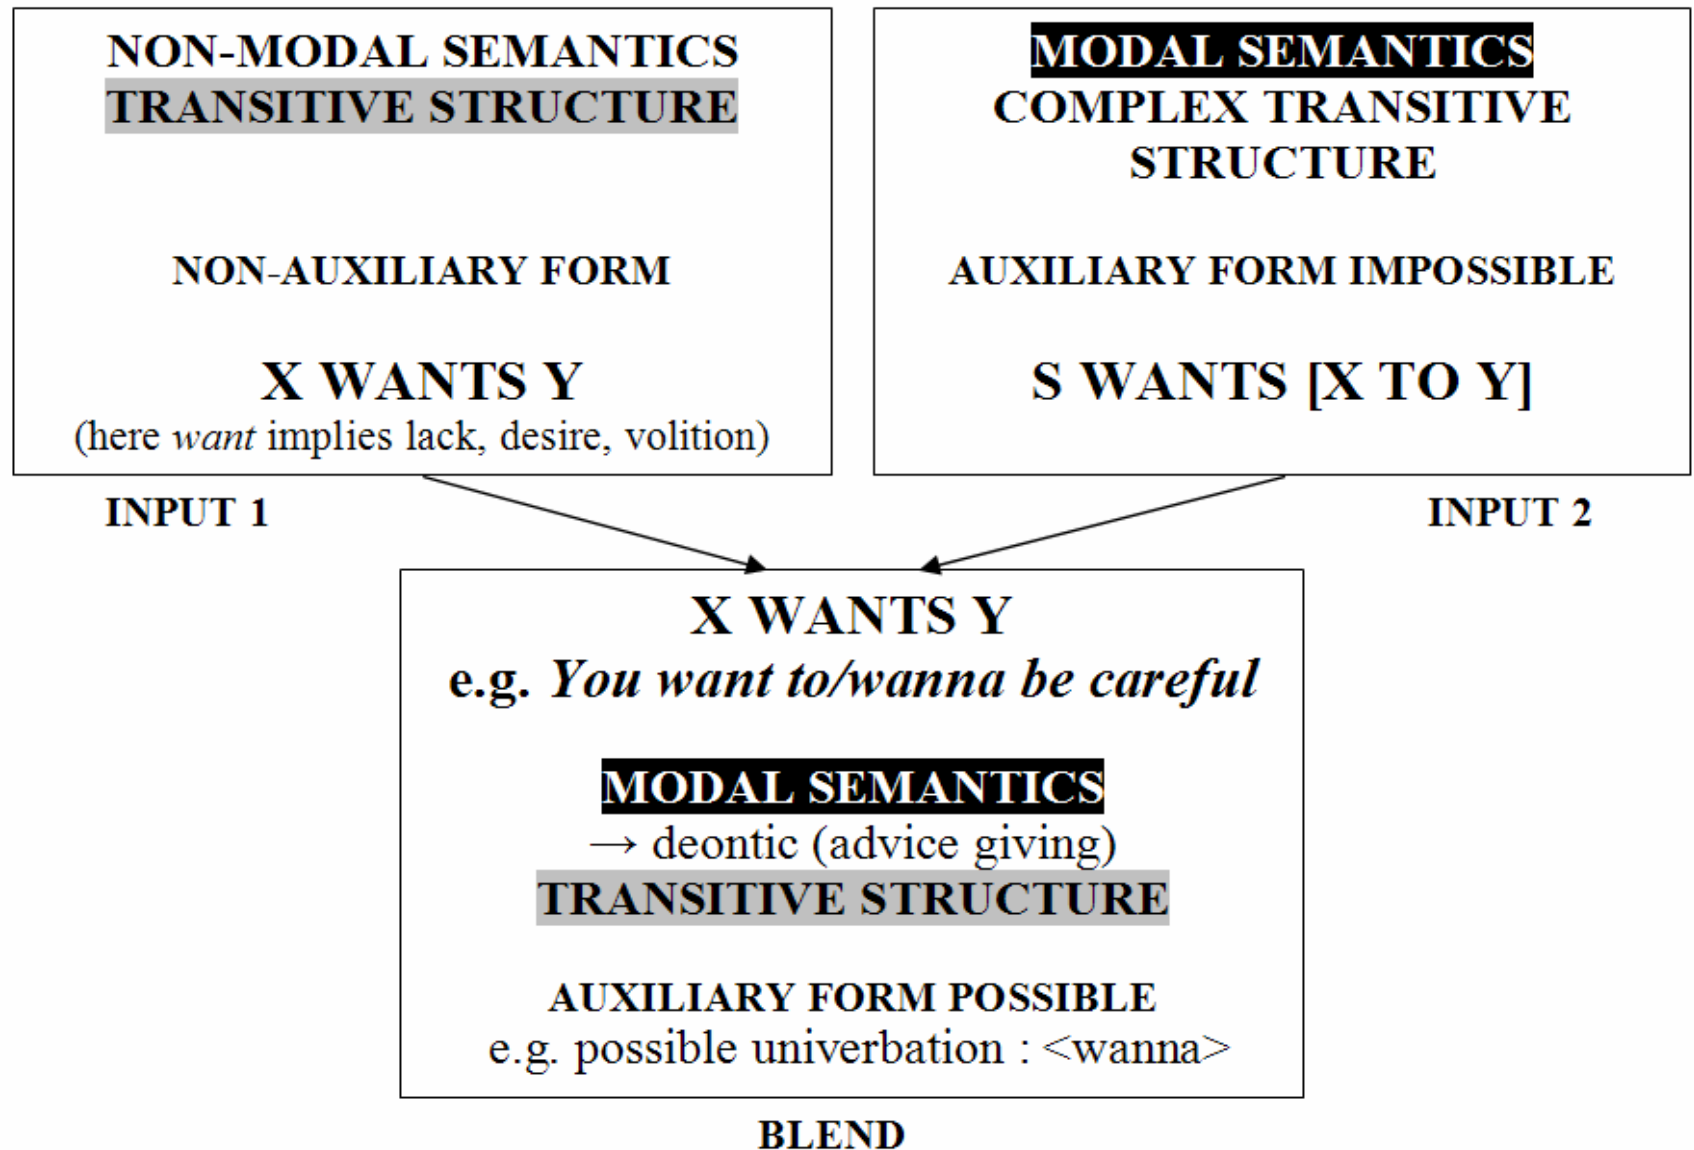 NON-MODAL SEMANTICS
TRANSITIVE STRUCTURE
NON-AUXILIARY FORM
X WANTS Y
(here want implies lack, desire, volition)
INPUT 1
MODAL SEMANTICS
COMPLEX TRANSITIVE
STRUCTURE
AUXILIARY FORM IMPOSSIBLE
S WANTS [X TO Y]
INPUT 2
X WANTS Y
e.g. You want to/wanna be careful
MODAL SEMANTICS
→ deontic (advice giving)
TRANSITIVE STRUCTURE
AUXILIARY FORM POSSIBLE
e.g. possible univerbation : <wanna>
BLEND